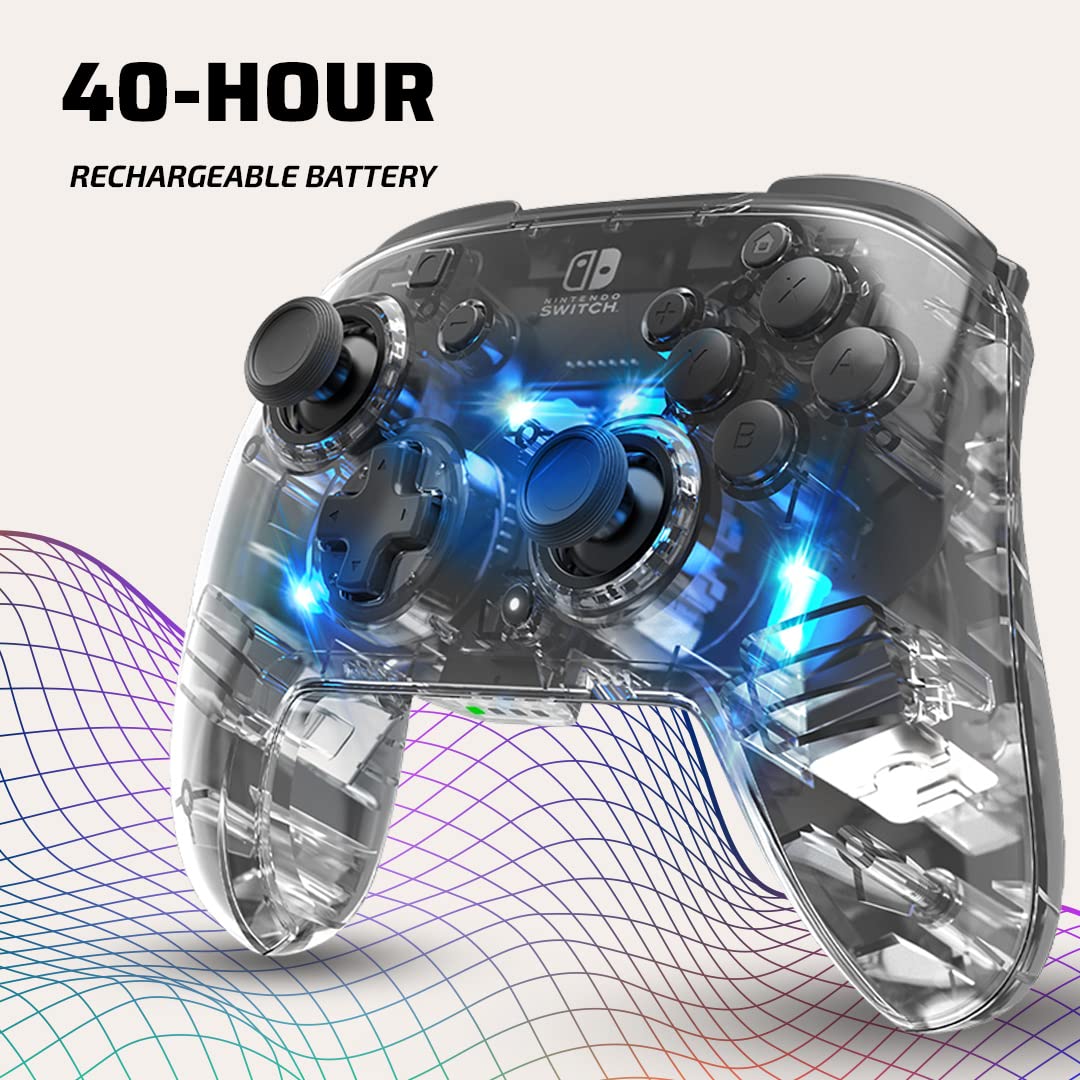 40-HOUR
RECHARGEABLE BATTERY
NINTENDO
SWITCH
X
Y
A
B